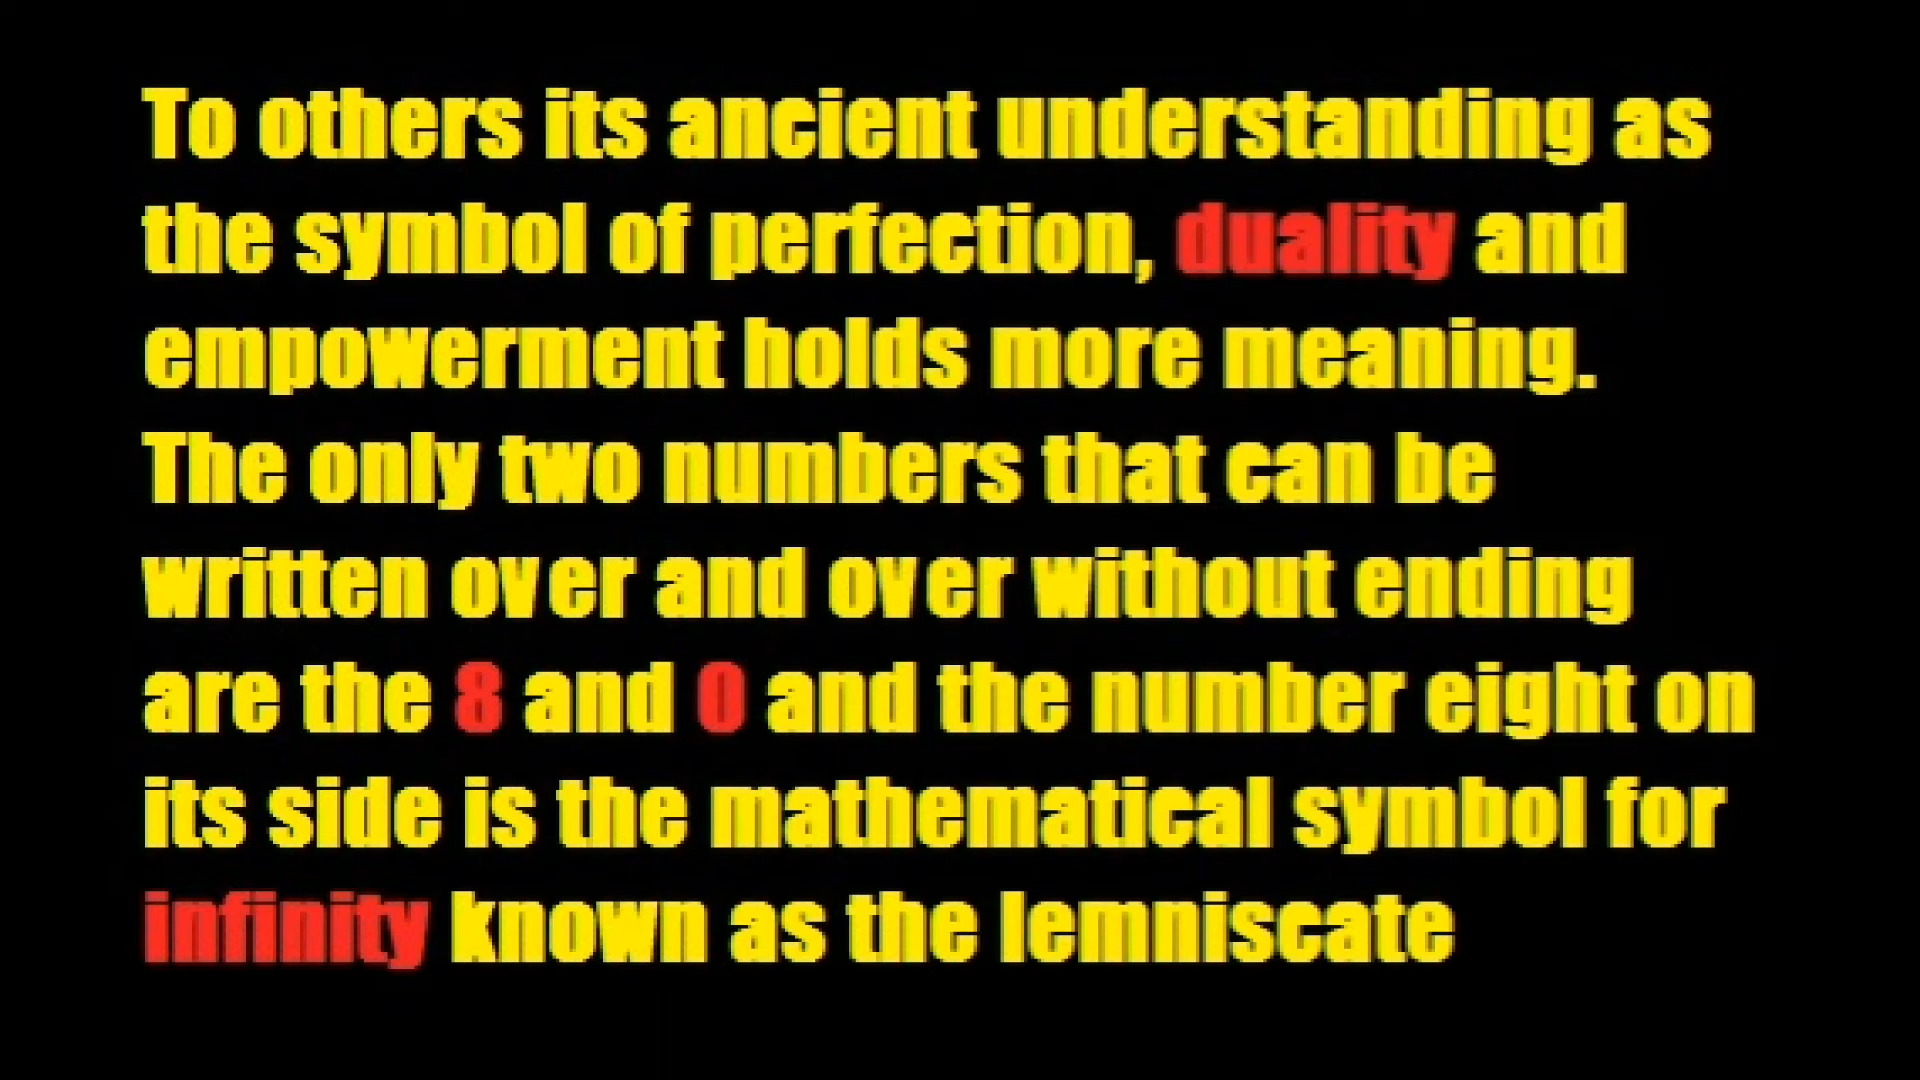 To others its ancient understanding as
the symbol of perfection, duality and
empowerment holds more meaning.
The only two numbers that can be
written over and over without ending
are the 8 and 0 and the number eight on
its side is the mathematical symbol for
infinity known as the lemniscate